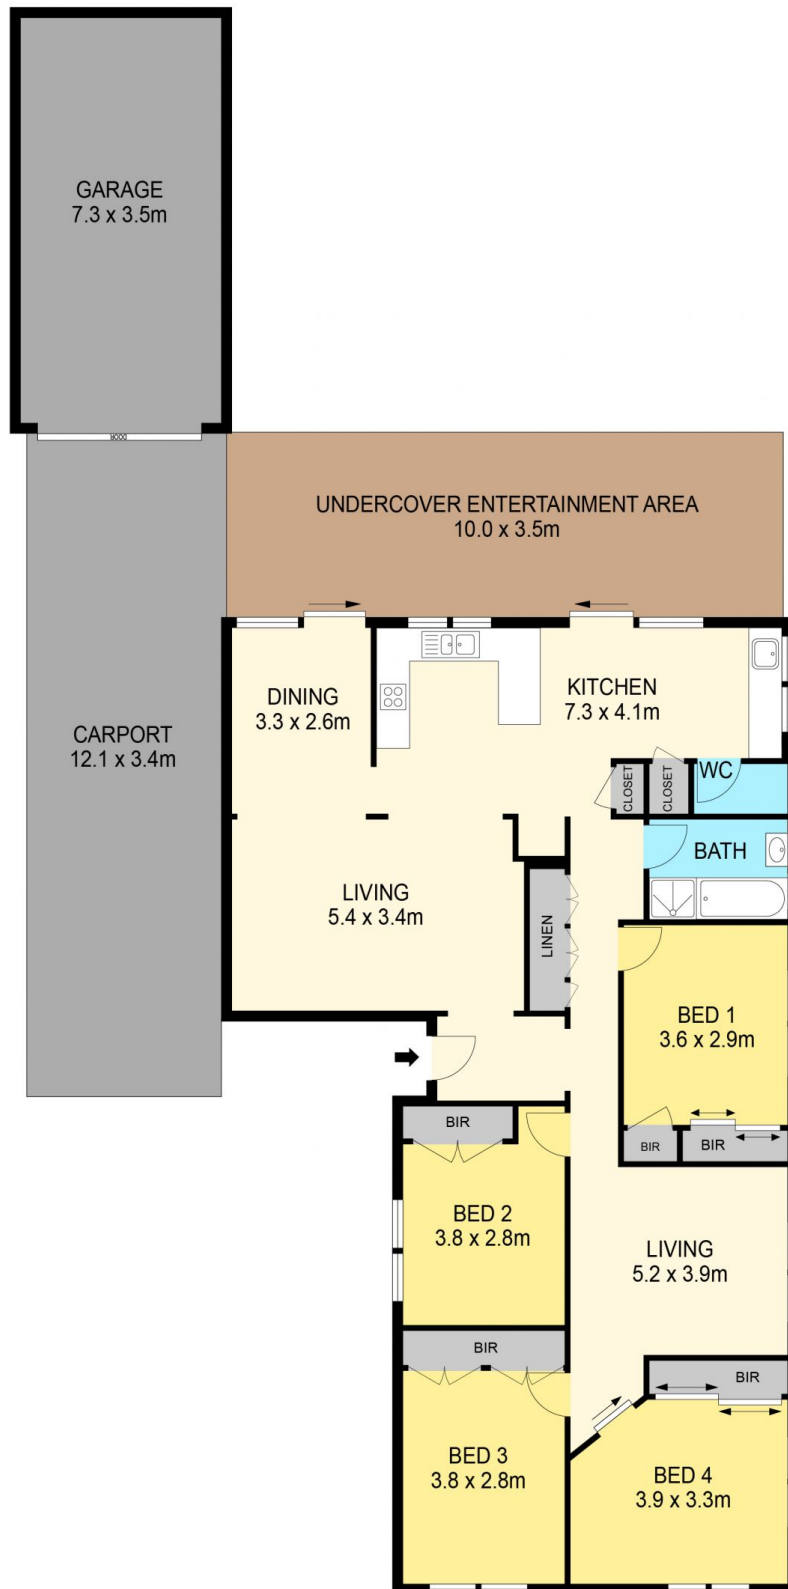 GARAGE
7.3 x 3.5m
DOOR
UNDERCOVER ENTERTAINMENT AREA
10.0 x 3.5m
DINING
3.3 x 2.6m
KITCHEN
7.3 x 4.1m
CARPORT
12.1 x 3.4m
CLOSET
CLOSET
WC
BATH
LIVING
5.4 x 3.4m
LINEN
BED 1
3.6 x 2.9m
BIR
BIR
BIR
BED 2
3.8 x 2.8m
LIVING
5.2 x 3.9m
BIR
BIR
BED 3
3.8 x 2.8m
BED 4
3.9 x 3.3m